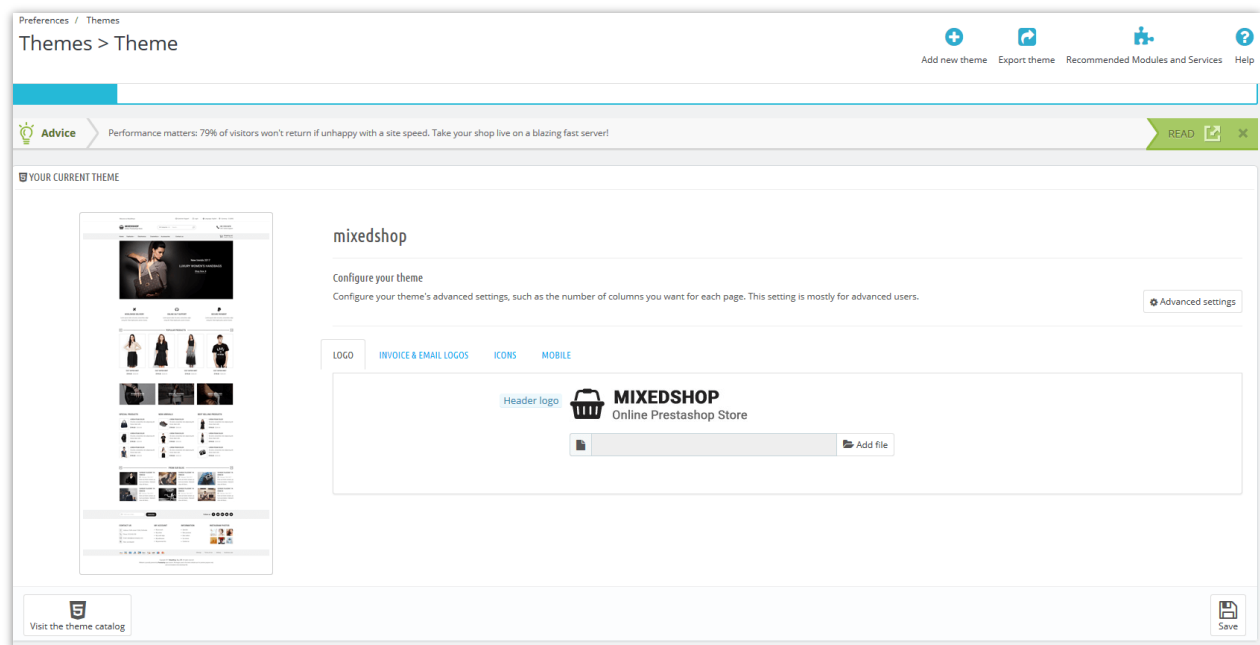 Preferences / Themes
Themes > Theme
Add new theme
Export theme
Recommended Modules and Services
Help
Advice
Performance matters: 79% of visitors won't return if unhappy with a site speed. Take your shop live on a blazing fast server!
READ
YOUR CURRENT THEME
mixedshop
Configure your theme
Configure your theme's advanced settings, such as the number of columns you want for each page. This setting is mostly for advanced users.
Advanced settings
LOGO
INVOICE & EMAIL LOGOS
ICONS
MOBILE
Header logo
MIXEDSHOP
Online Prestashop Store
Add file
Visit the theme catalog
Save